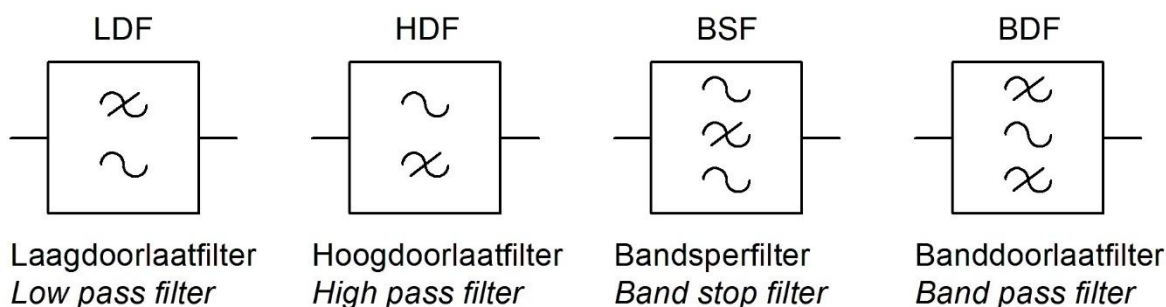 LDF
HDF
BSF
BDF
Laagdoorlaatfilter
Low pass filter
Hoogdoorlaatfilter
High pass filter
Bandsperfilter
Band stop filter
Banddoorlaatfilter
Band pass filter